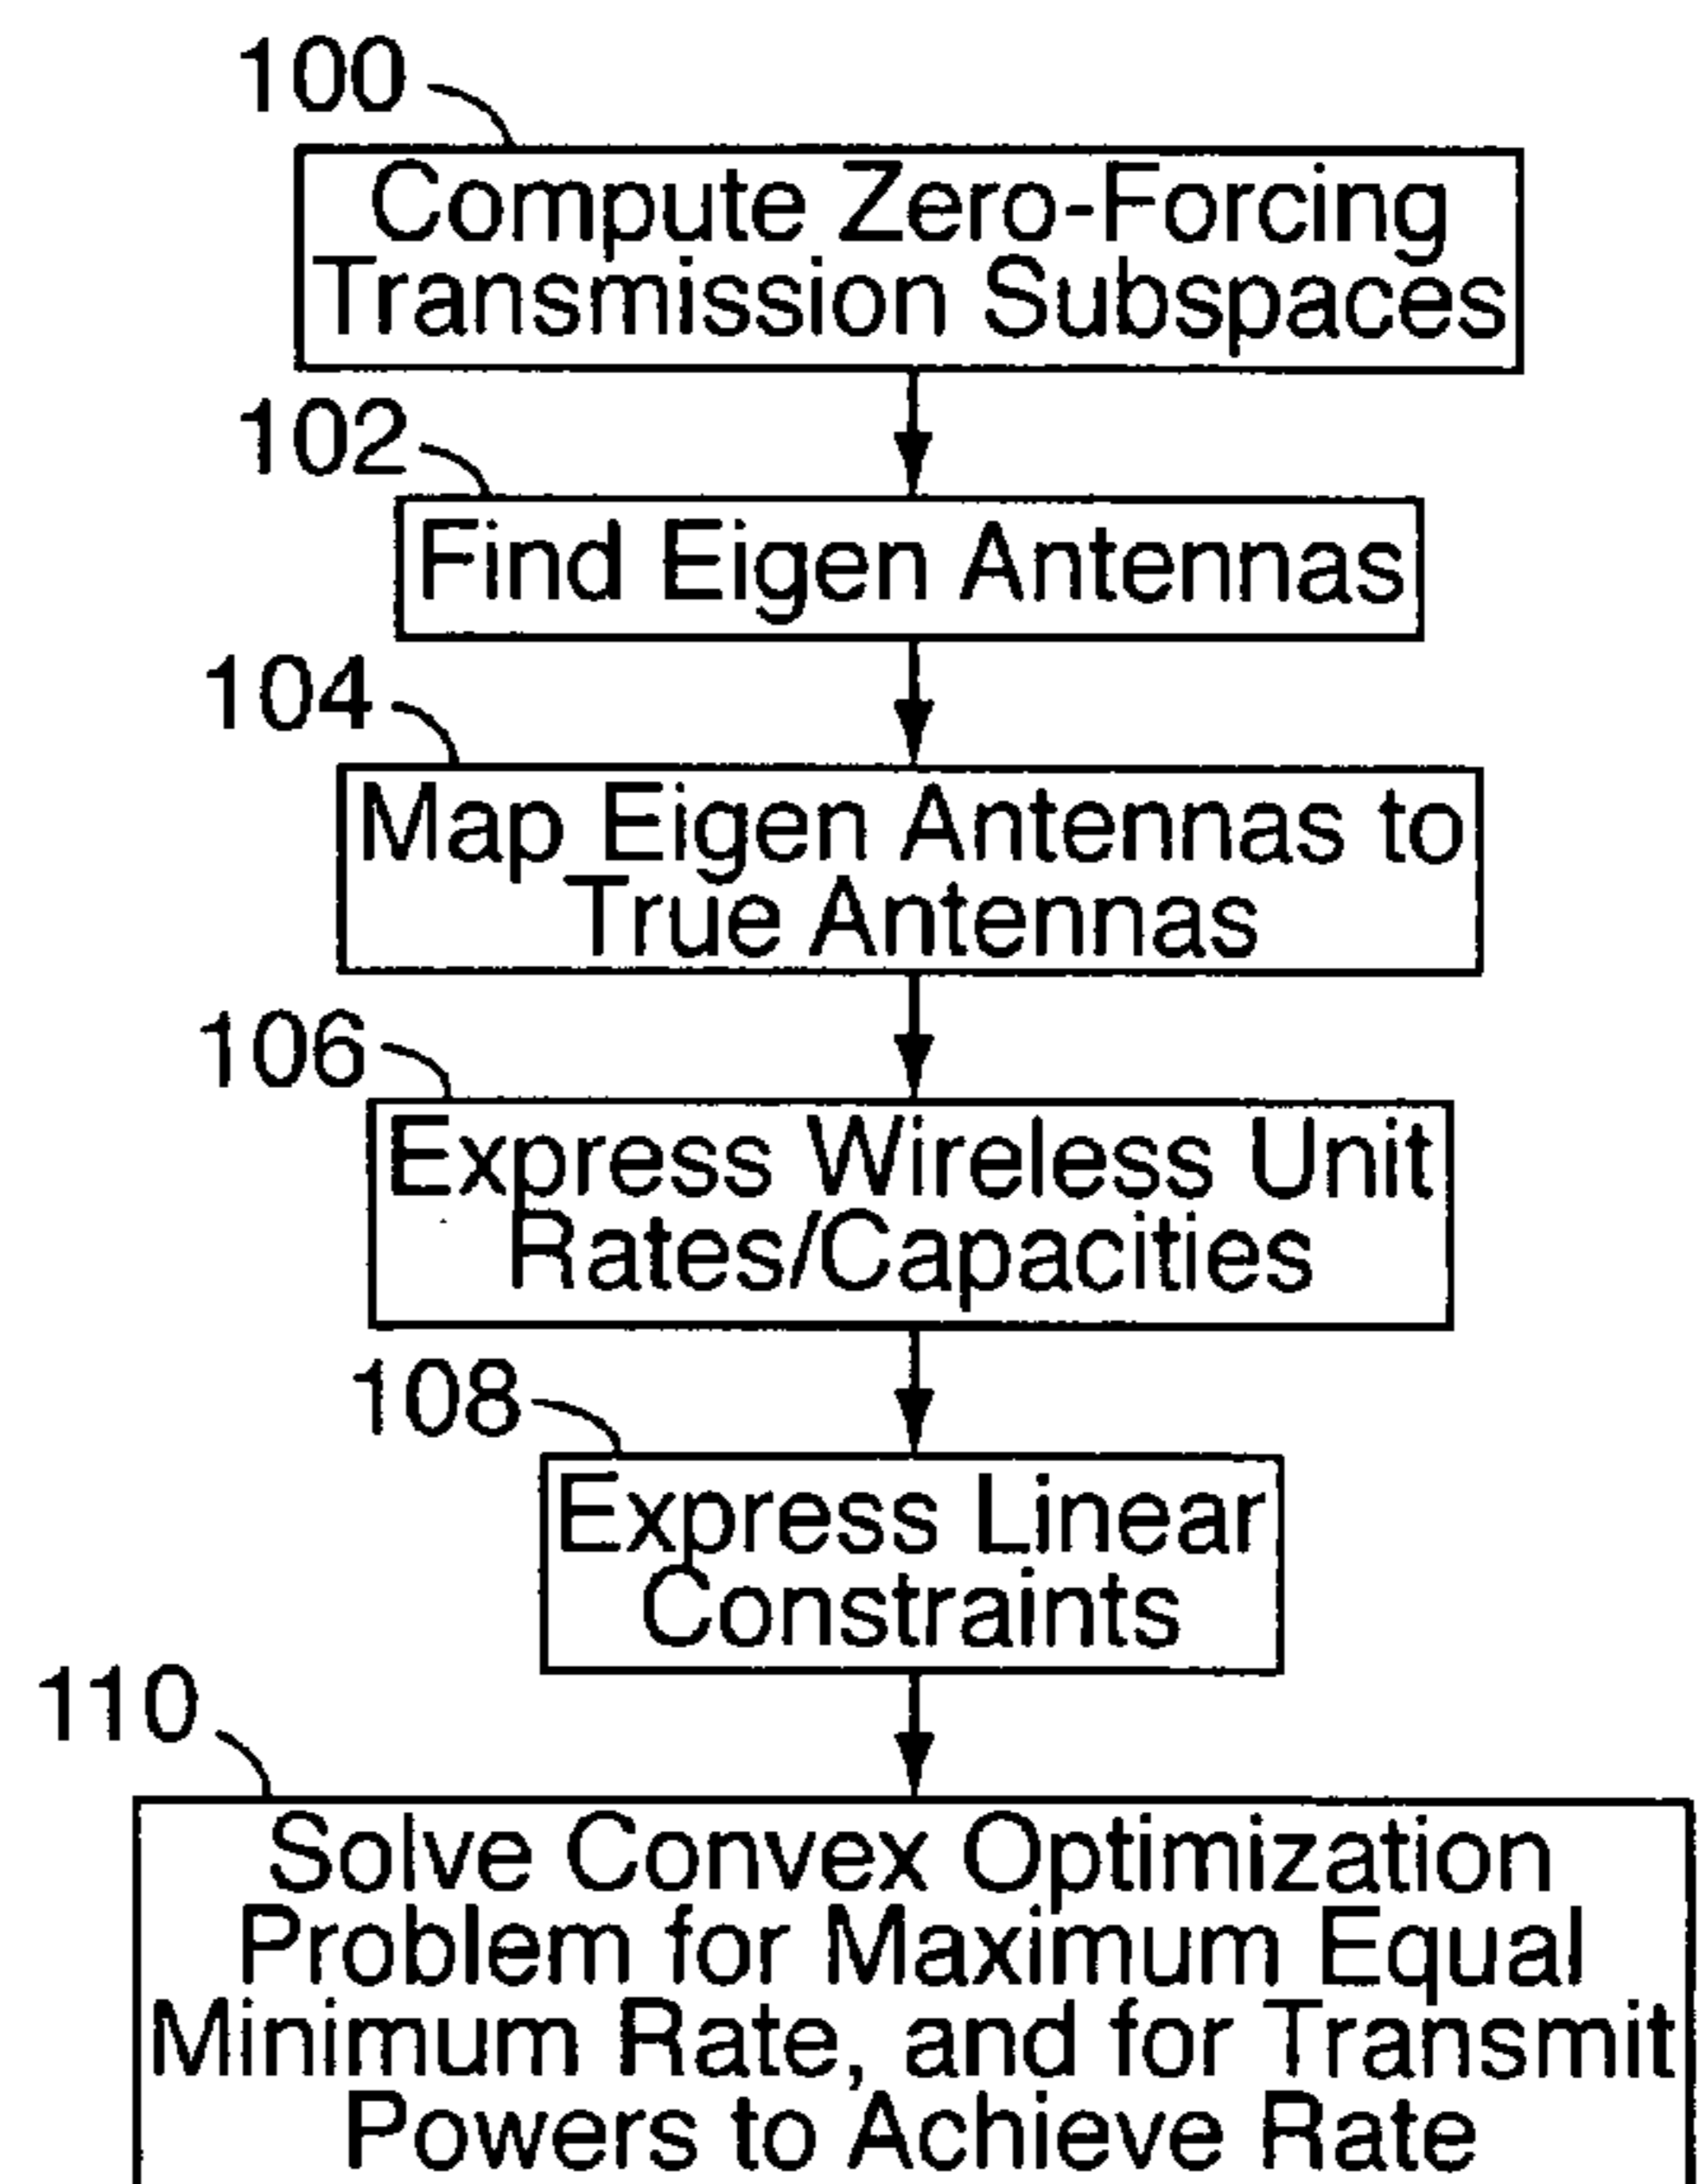 100
Compute Zero-Forcing
Transmission Subspaces
102
Find Eigen Antennas
104
Map Eigen Antennas to
True Antennas
106
Express Wireless Unit
Rates/Capacities
108
Express Linear
Constraints
110
Solve Convex Optimization
Problem for Maximum Equal
Minimum Rate, and for Transmit
Powers to Achieve Rate